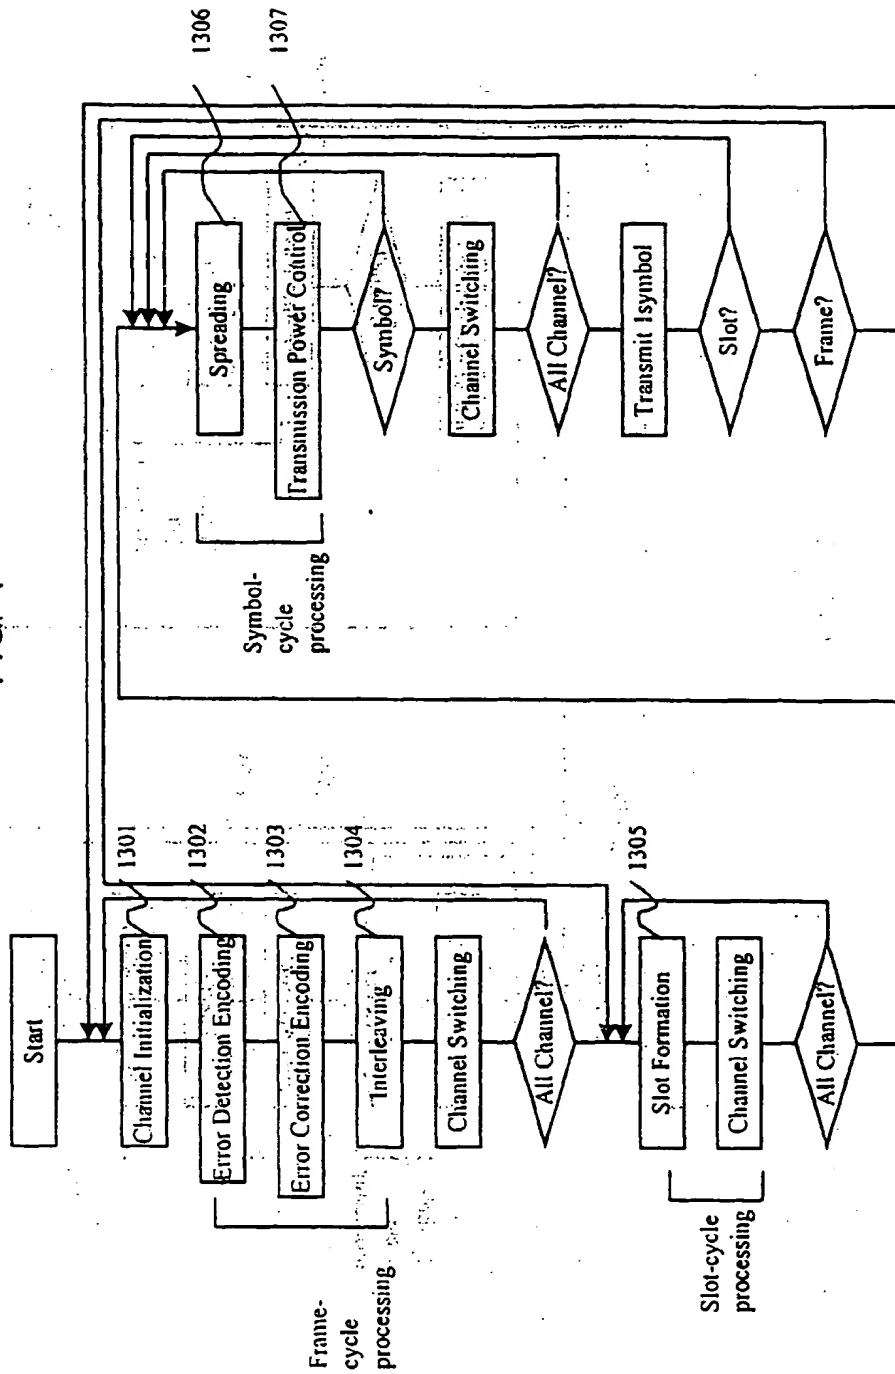 Start
Channel Initialization
1301
Error Detection Encoding
1302
Error Correction Encoding
1303
Interleaving
1304
Channel Switching
All Channel?
Frame-
cycle
processing
Slot Formation
1305
Channel Switching
All Channel?
Slot-cycle
processing
Spreading
1306
Transmission Power Control
1307
Symbol?
Symbol-
cycle
processing
Channel Switching
All Channel?
Transmit 1symbol
Slot?
Frame?